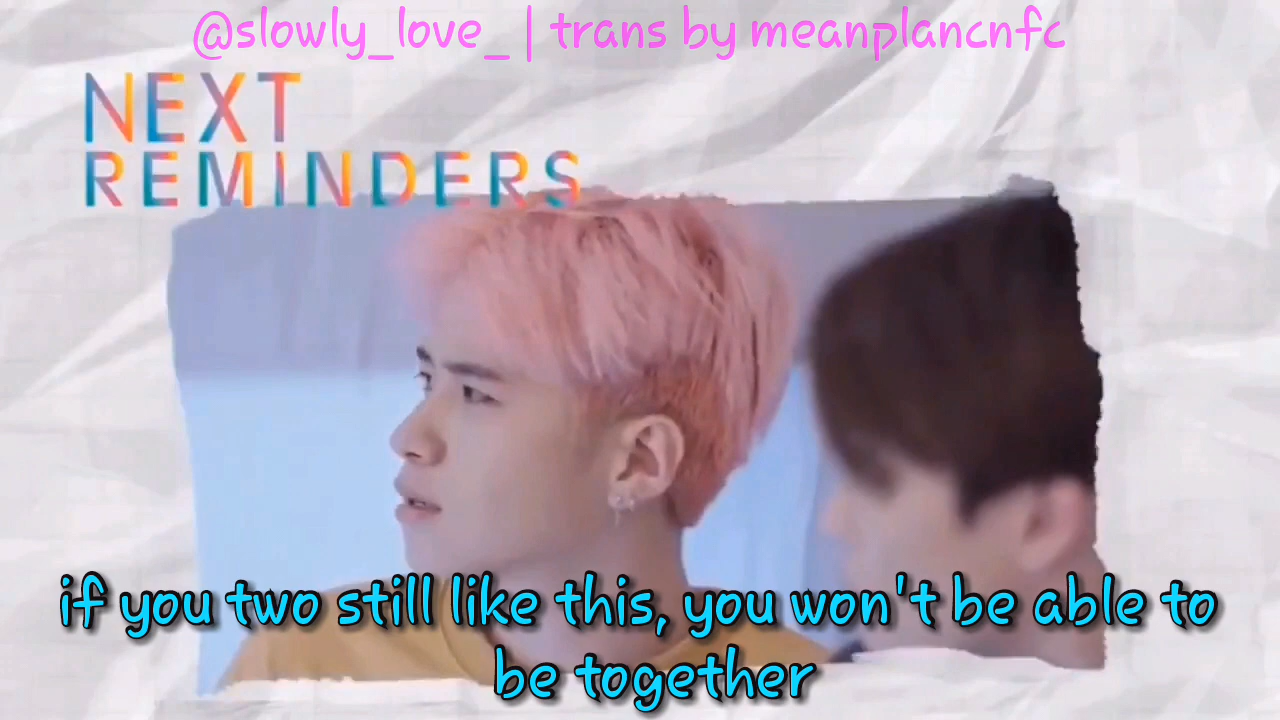 @slowly_love_ | trans by meanplancnfc
NEXT
REMINDERS
if you two still like this, you won't be able to
be together